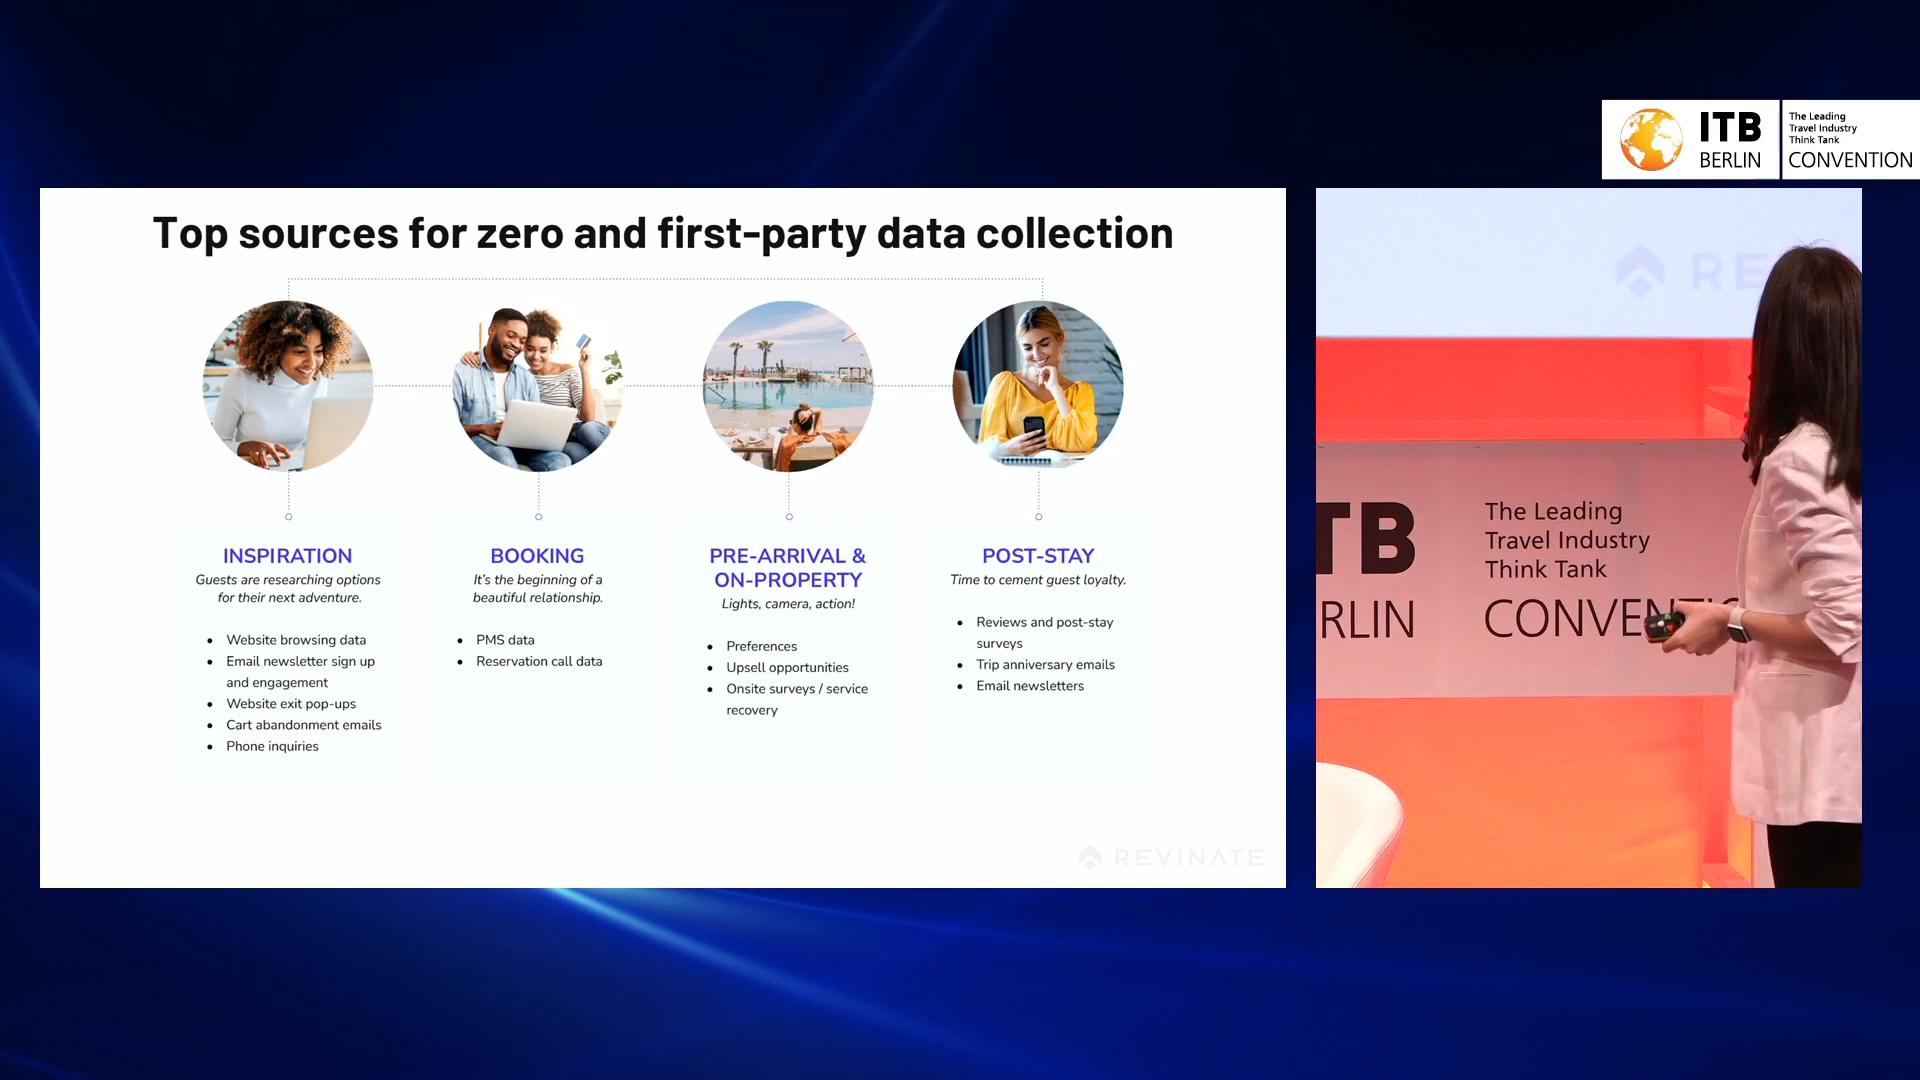 ITB
BERLIN
The Leading
Travel Industry
Think Tank
CONVENTION
Top sources for zero and first-party data collection
INSPIRATION
Guests are researching options
for their next adventure.
• Website browsing data
• Email newsletter sign up
and engagement
• Website exit pop-ups
• Cart abandonment emails
• Phone inquiries
BOOKING
It's the beginning of a
beautiful relationship.
• PMS data
• Reservation call data
PRE-ARRIVAL &
ON-PROPERTY
Lights, camera, action!
• Preferences
• Upsell opportunities
• Onsite surveys / service
recovery
POST-STAY
Time to cement guest loyalty.
• Reviews and post-stay
surveys
• Trip anniversary emails
• Email newsletters
REVINATE
RE
TB
RLIN
The Leading
Travel Industry
Think Tank
CONVENTIO